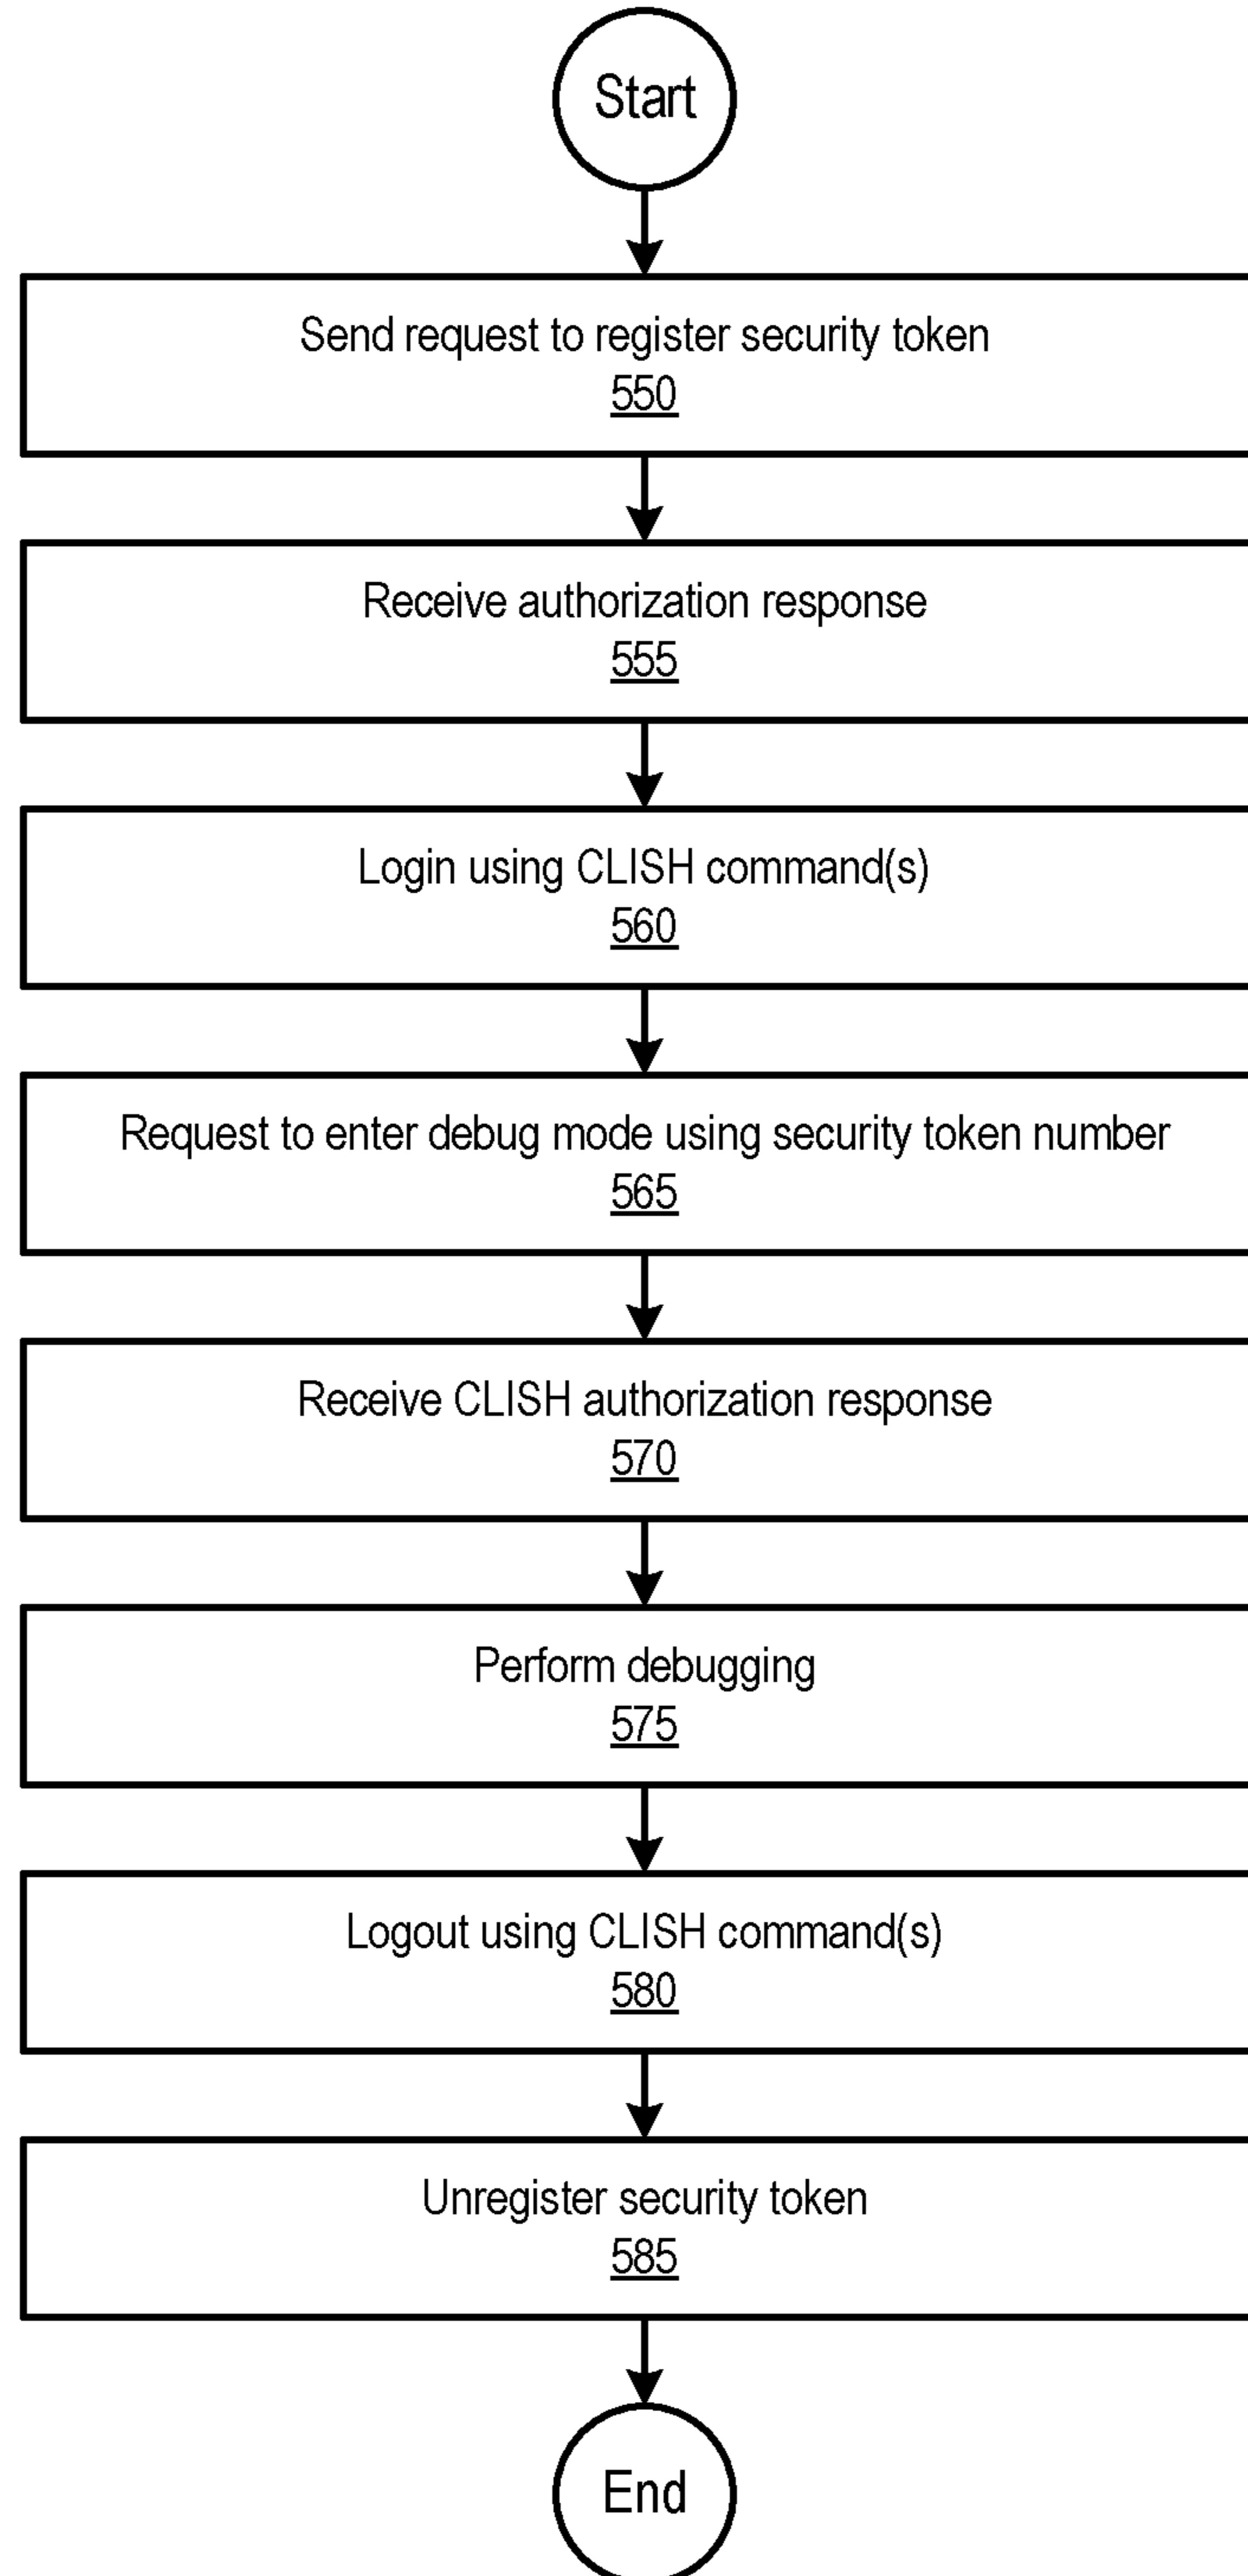 Start
Send request to register security token
550
Receive authorization response
555
Login using CLISH command(s)
560
Request to enter debug mode using security token number
565
Receive CLISH authorization response
570
Perform debugging
575
Logout using CLISH command(s)
580
Unregister security token
585
End